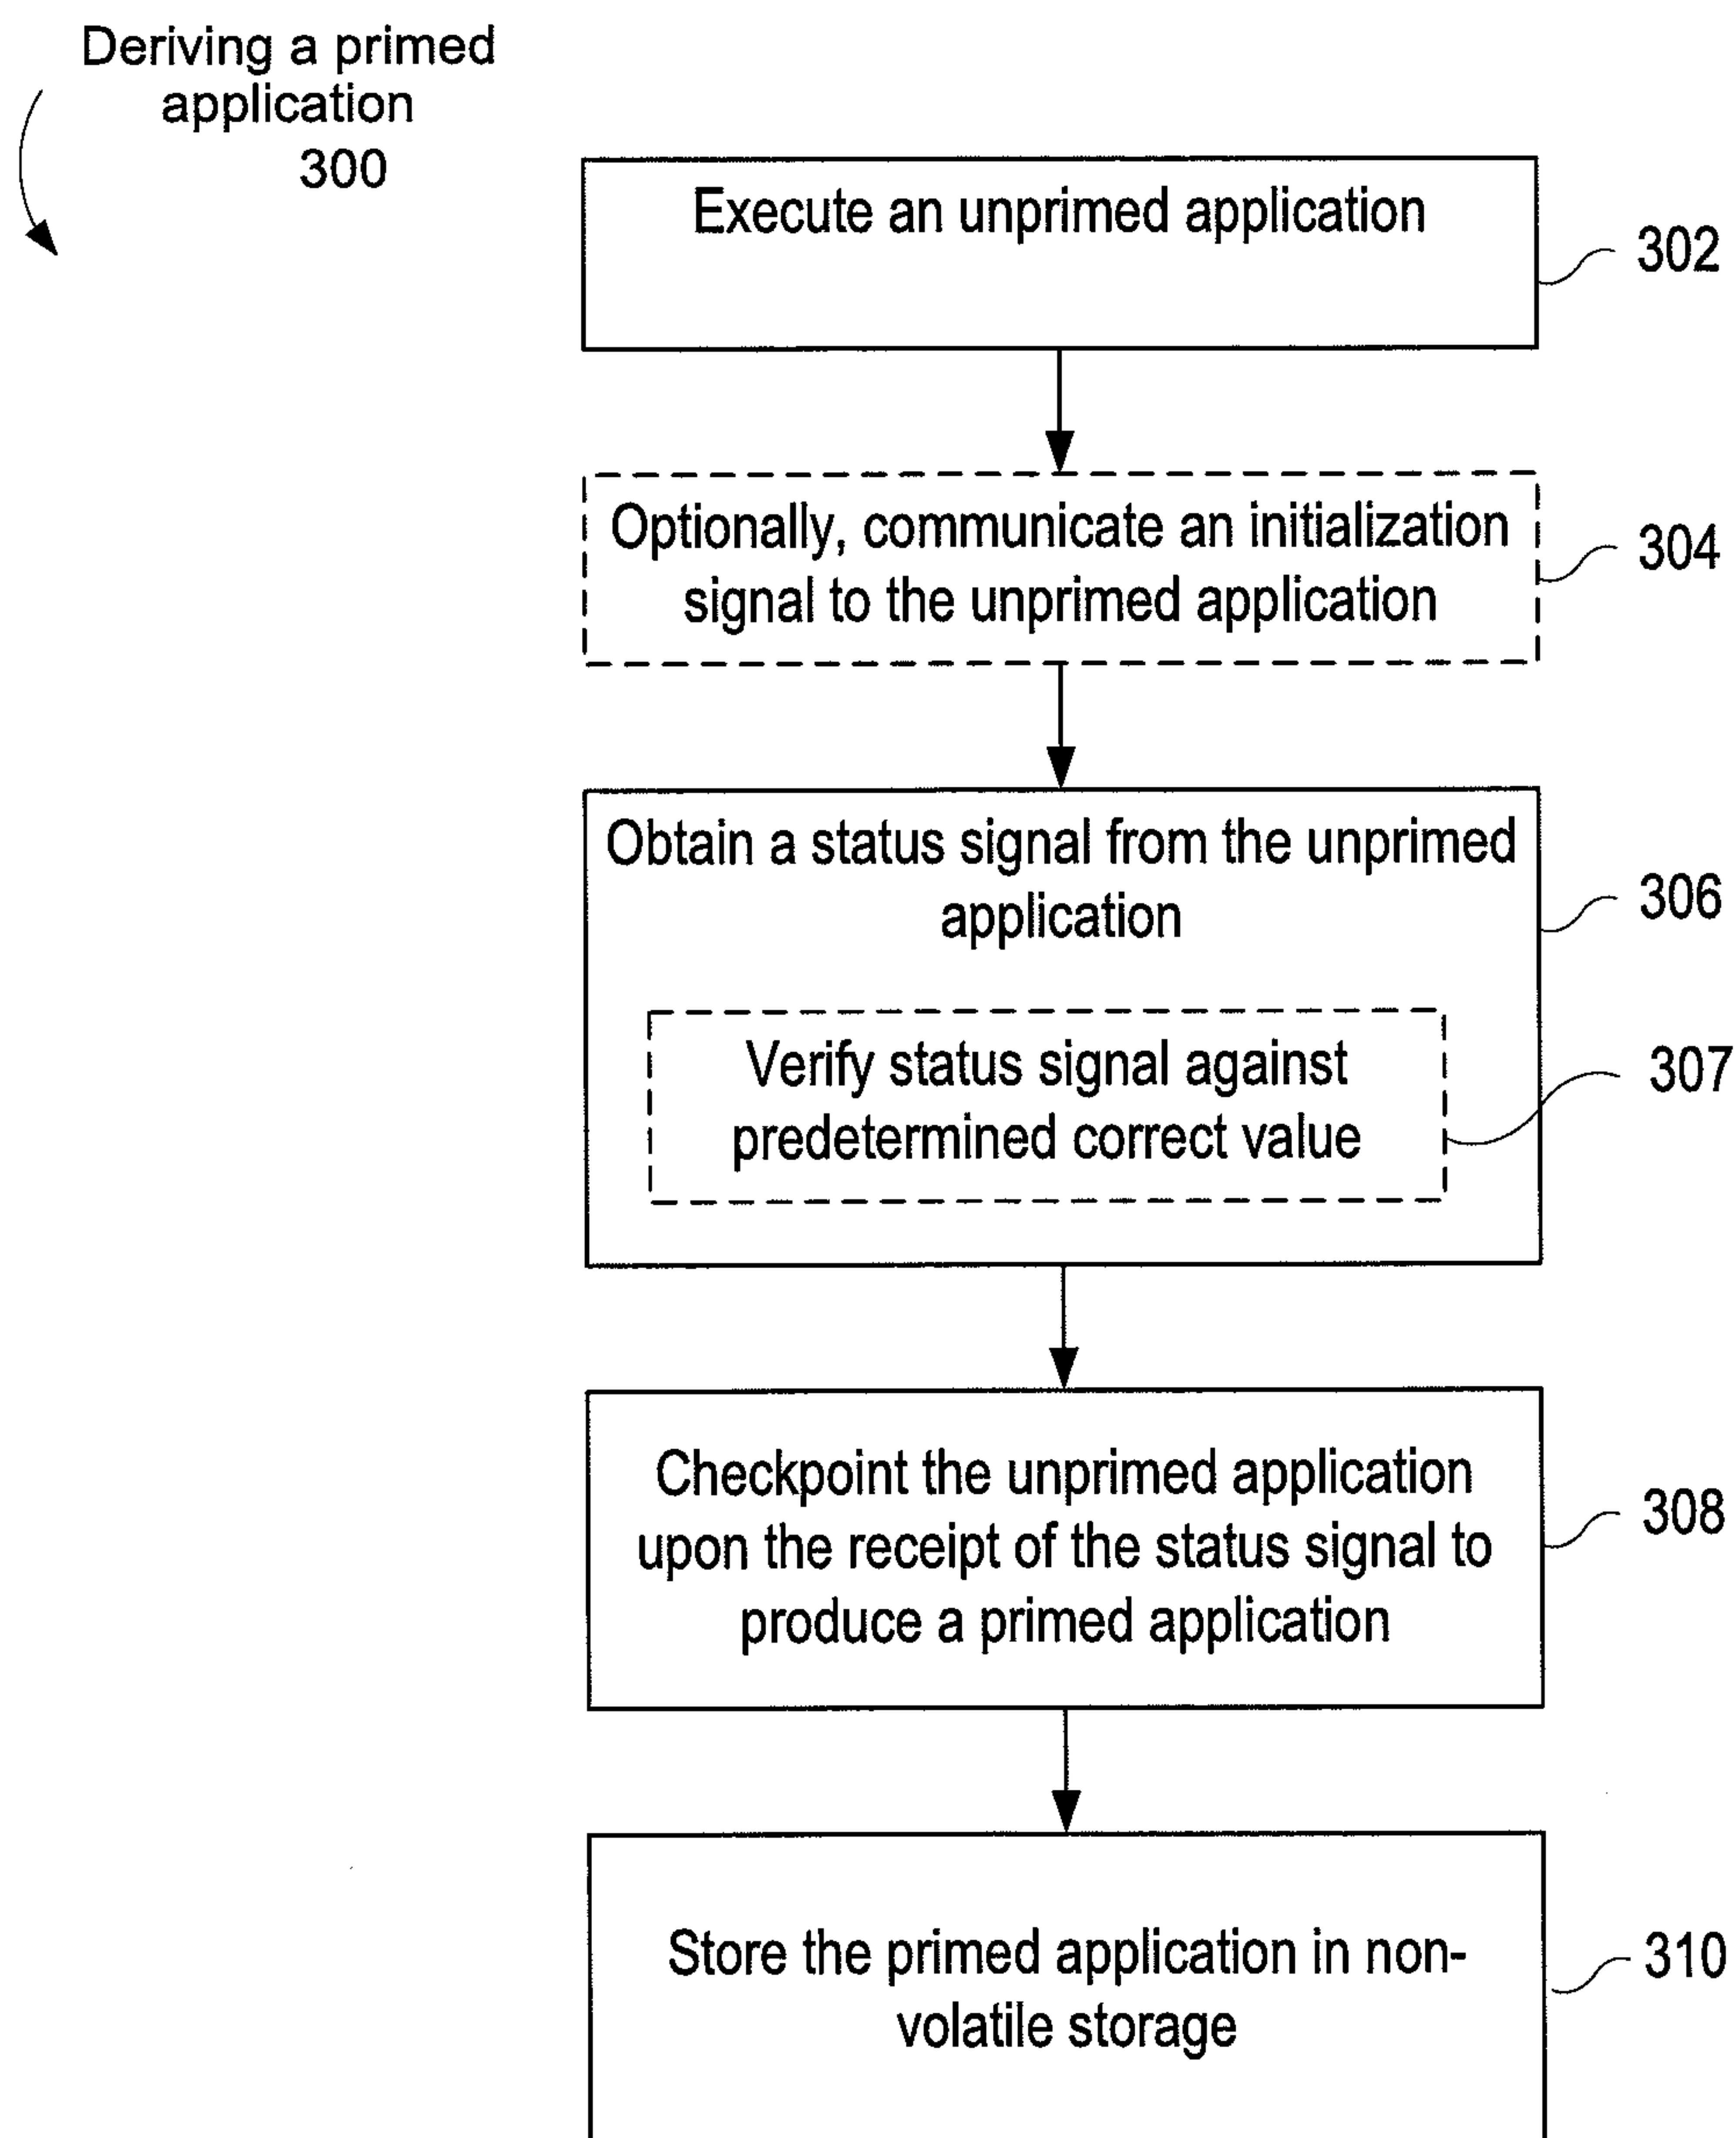 Deriving a primed
application
300
Execute an unprimed application
302
Optionally, communicate an initialization
signal to the unprimed application
304
Obtain a status signal from the unprimed
application
306
Verify status signal against
predetermined correct value
307
Checkpoint the unprimed application
upon the receipt of the status signal to
produce a primed application
308
Store the primed application in non-
volatile storage
310